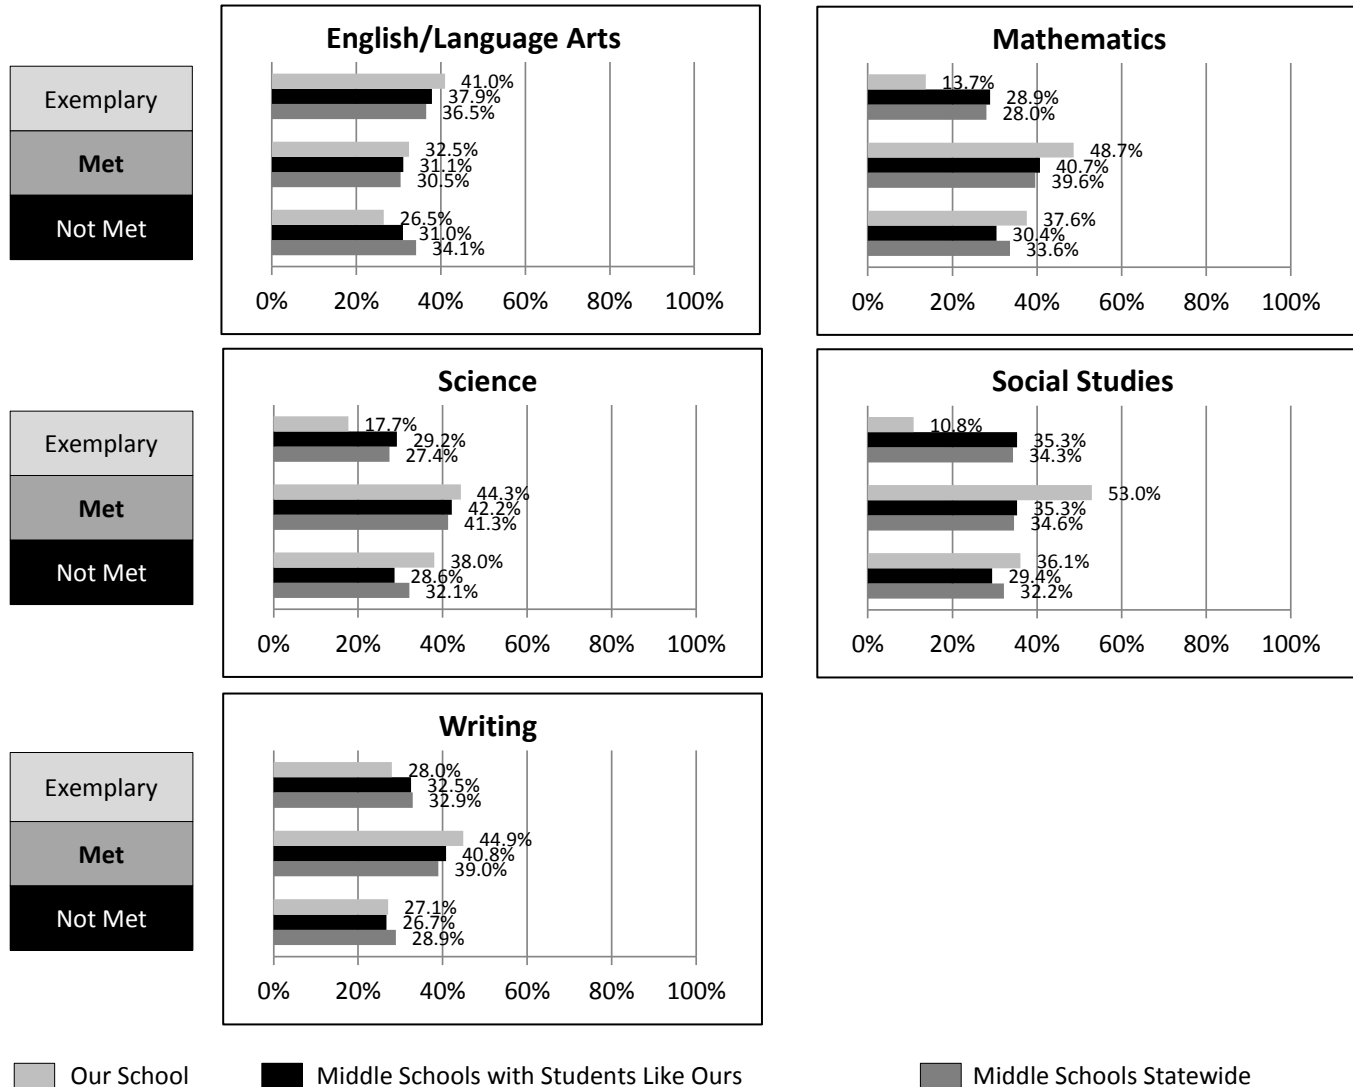 English/Language Arts
Exemplary
Met
Not Met
41.0%
37.9%
36.5%
32.5%
31.1%
30.5%
26.5%
31.0%
34.1%
0% 20% 40% 60% 80% 100%
Mathematics
13.7%
28.9%
28.0%
48.7%
40.7%
39.6%
37.6%
30.4%
33.6%
0% 20% 40% 60% 80% 100%
Science
Exemplary
Met
Not Met
17.7%
29.2%
27.4%
44.3%
42.2%
41.3%
38.0%
28.6%
32.1%
0% 20% 40% 60% 80% 100%
Social Studies
10.8%
35.3%
34.3%
53.0%
35.3%
34.6%
36.1%
29.4%
32.2%
0% 20% 40% 60% 80% 100%
Writing
Exemplary
Met
Not Met
28.0%
32.5%
32.9%
44.9%
40.8%
39.0%
27.1%
26.7%
28.9%
0% 20% 40% 60% 80% 100%
Our School
Middle Schools with Students Like Ours
Middle Schools Statewide